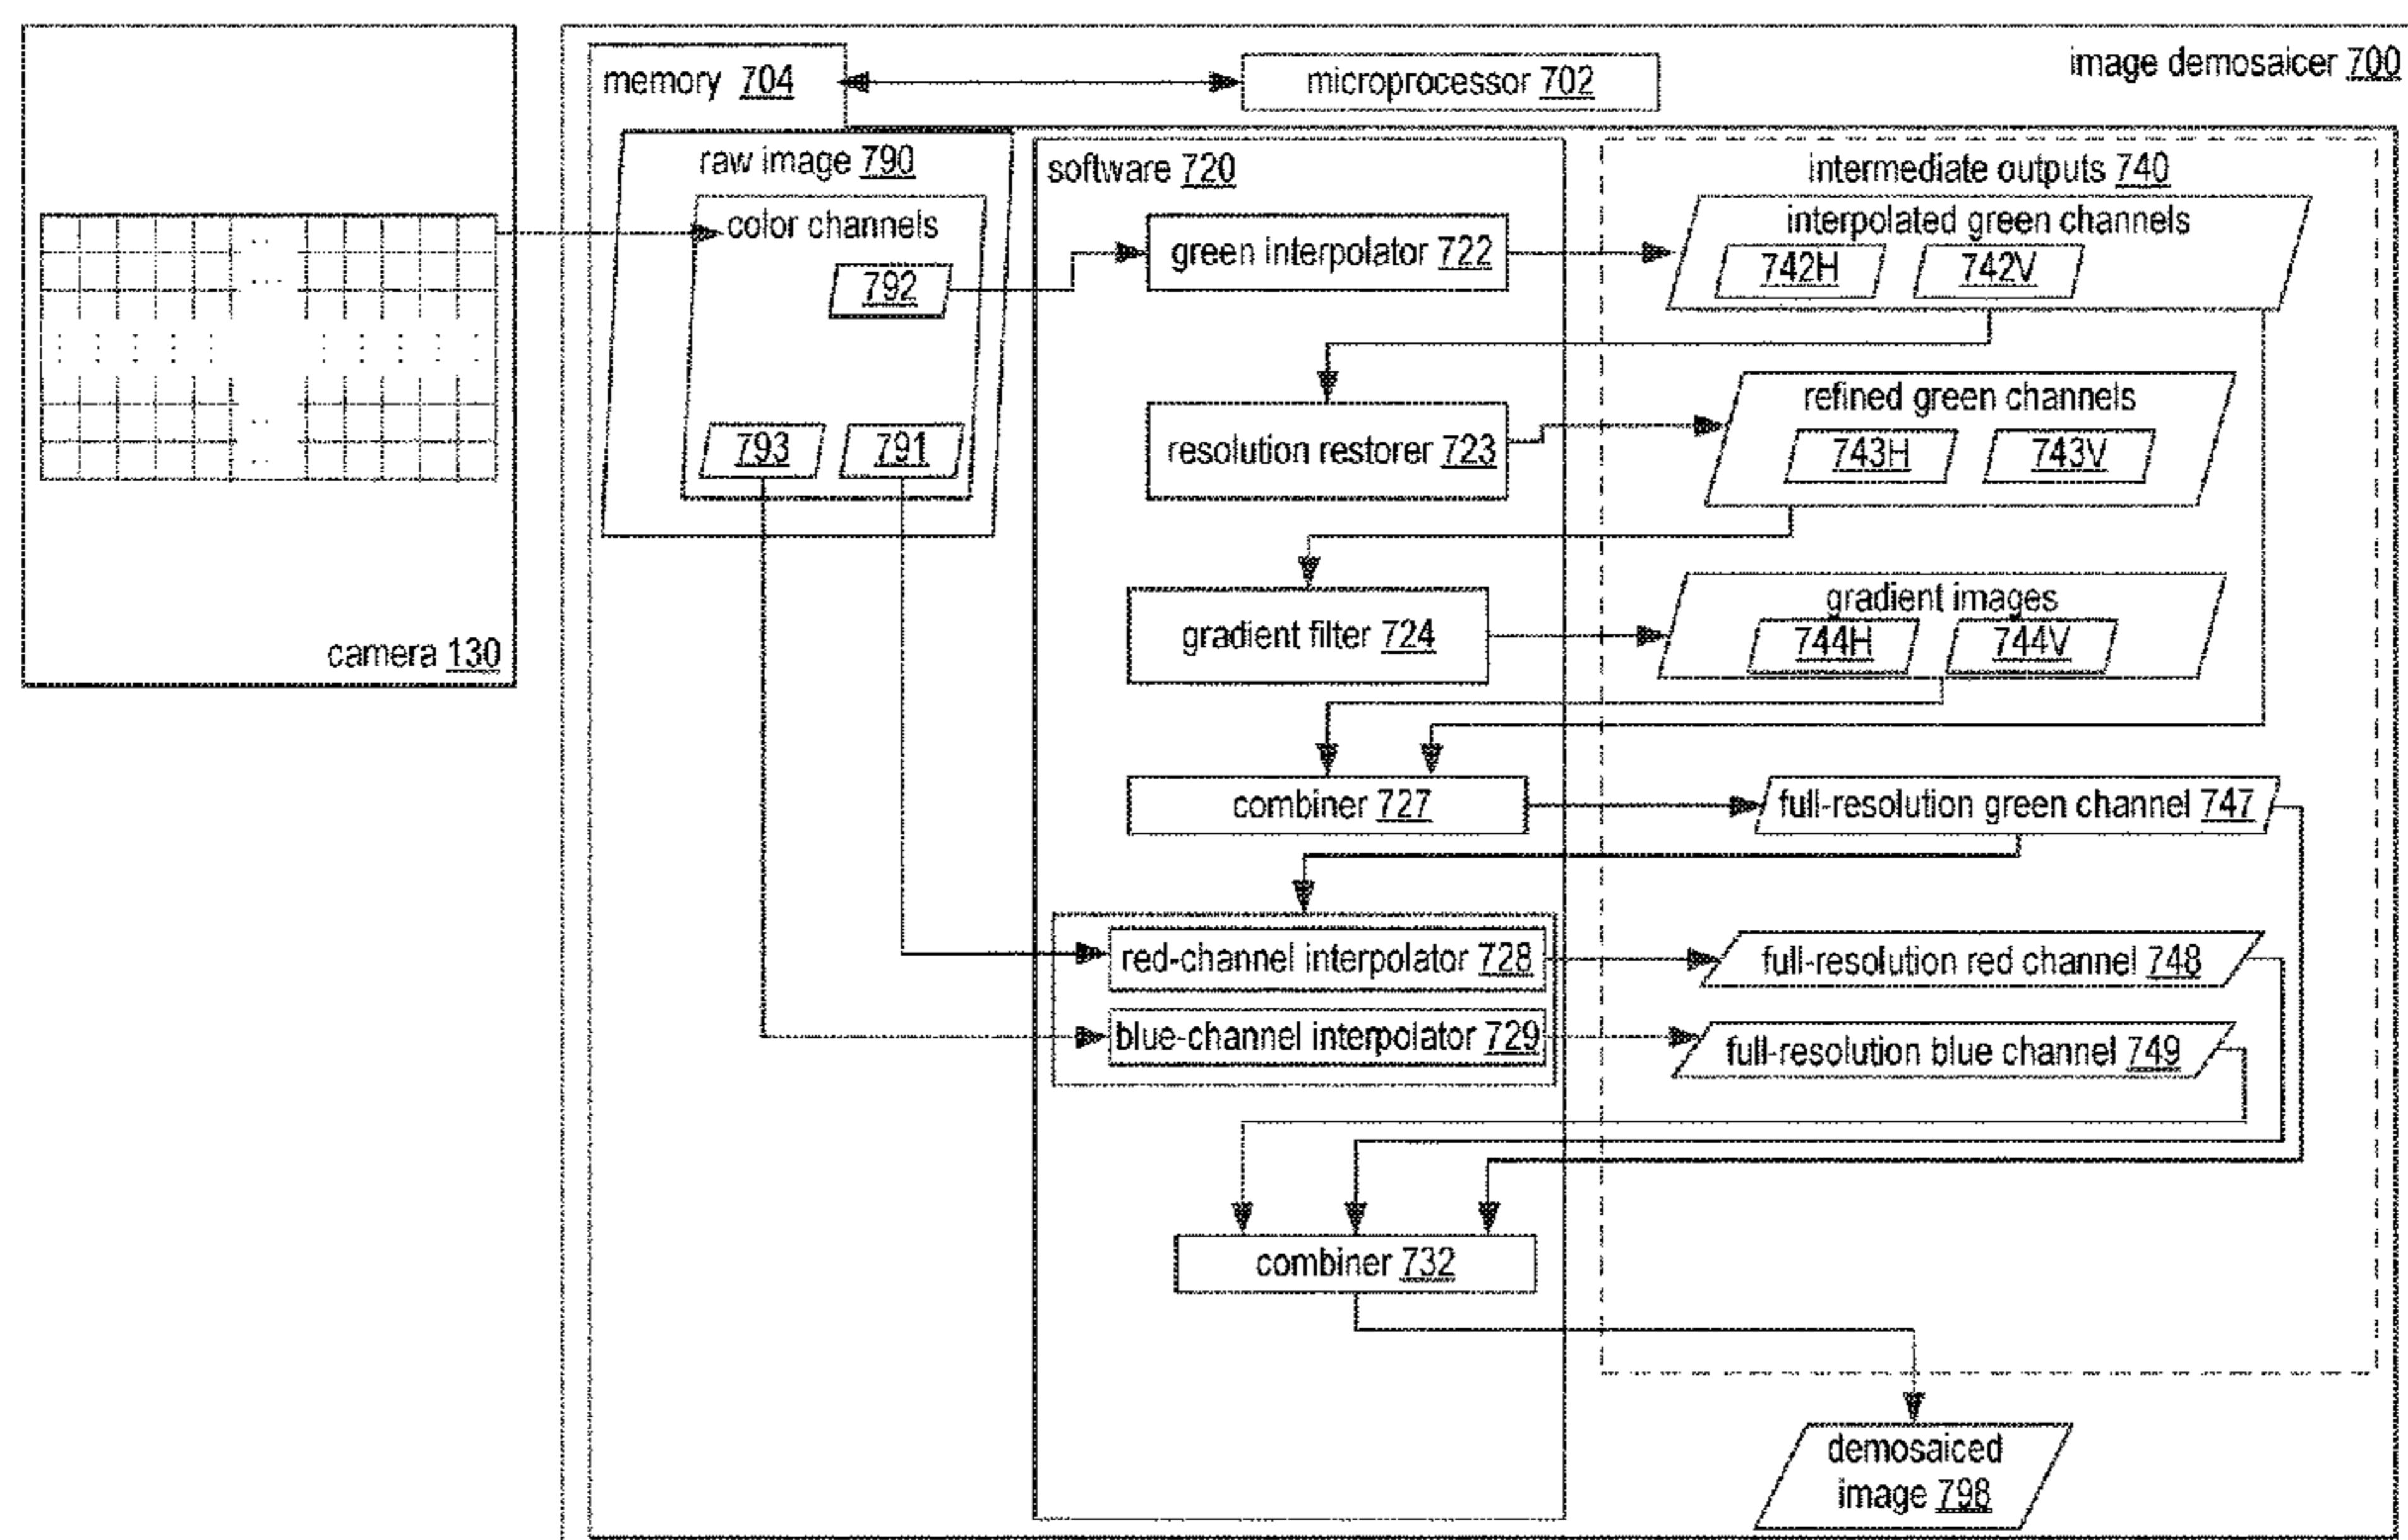 image demosaicer 700
memory 704
microprocessor 702
raw image 790
software 720
intermediate outputs 740
color channels
792
793
791
green interpolator 722
interpolated green channels
742H
742V
resolution restorer 723
refined green channels
743H
743V
gradient filter 724
gradient images
744H
744V
camera 130
combiner 727
full-resolution green channel 747
red-channel interpolator 728
full-resolution red channel 748
blue-channel interpolator 729
full-resolution blue channel 749
combiner 732
demosaiced
image 798